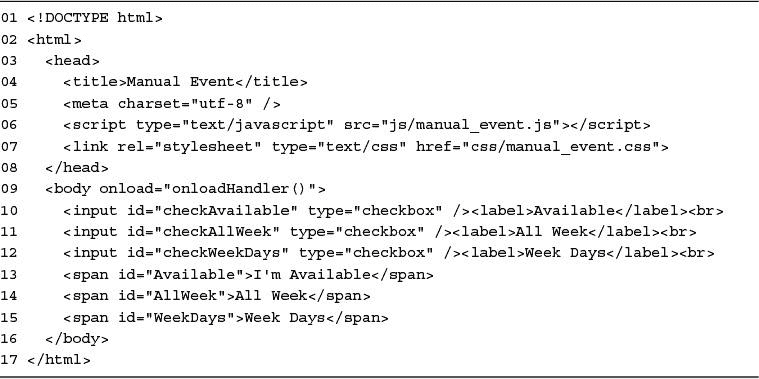 01 <!DOCTYPE html>
02 <html>
03   <head>
04     <title>Manual Event</title>
05     <meta charset="utf-8" />
06     <script type="text/javascript" src="js/manual_event.js"></script>
07     <link rel="stylesheet" type="text/css" href="css/manual_event.css">
08   </head>
09   <body onload="onloadHandler()">
10     <input id="checkAvailable" type="checkbox" /><label>Available</label><br>
11     <input id="checkAllWeek" type="checkbox" /><label>All Week</label><br>
12     <input id="checkWeekDays" type="checkbox" /><label>Week Days</label><br>
13     <span id="Available">I'm Available</span>
14     <span id="AllWeek">All Week</span>
15     <span id="WeekDays">Week Days</span>
16   </body>
17 </html>